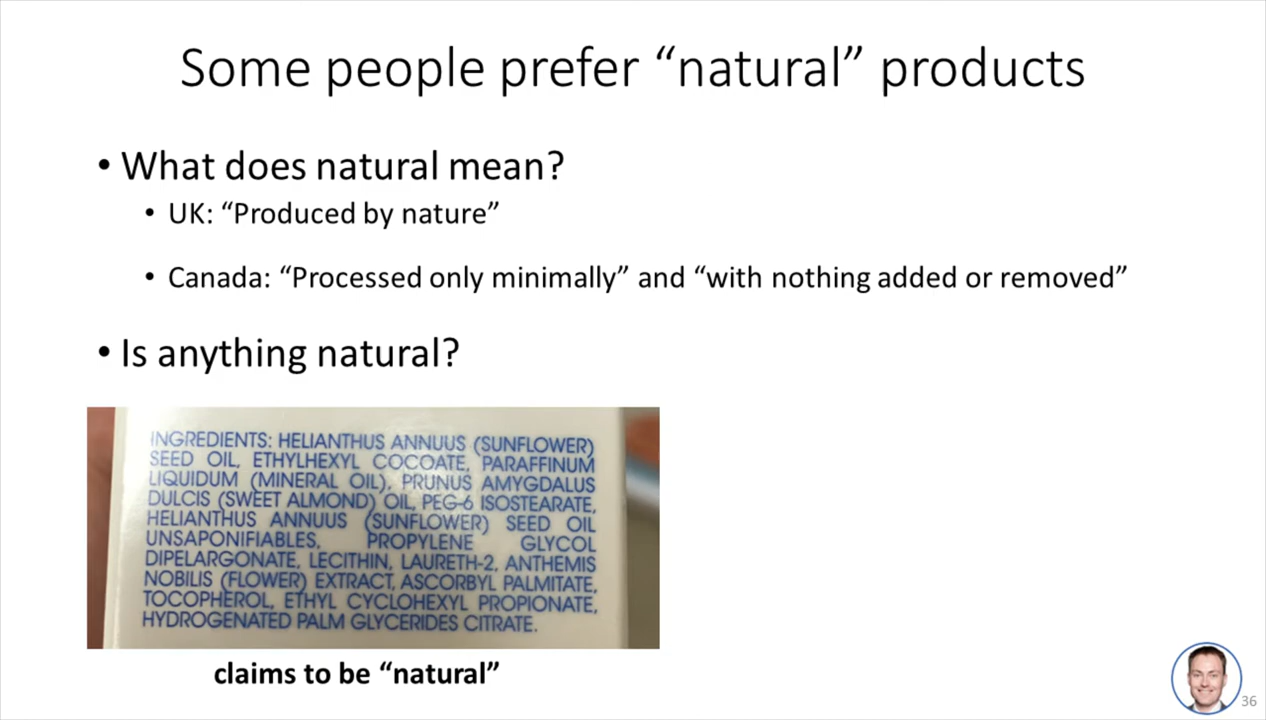 Some people prefer “natural” products
• What does natural mean?
• UK: “Produced by nature”
• Canada: “Processed only minimally” and “with nothing added or removed”
• Is anything natural?
INGREDIENTS: HELIANTHUS ANNUUS (SUNFLOWER)
SEED OIL, ETHYLHEXYL COCOATE, PARAFFINUM
LIQUIDUM (MINERAL OIL), PRUNUS AMYGDALUS
DULCIS (SWEET ALMOND) OIL, PEG-6 ISOSTEARATE,
HELIANTHUS ANNUUS (SUNFLOWER) SEED OIL
UNSAPONIFIABLES, PROPYLENE GLYCOL
DIPELARGONATE, LECITHIN, LAURETH-2, ANTHEMIS
NOBILIS (FLOWER) EXTRACT, ASCORBYL PALMITATE,
TOCOPHEROL, ETHYL CYCLOHEXYL PROPIONATE,
HYDROGENATED PALM GLYCERIDES CITRATE.
claims to be “natural”
36